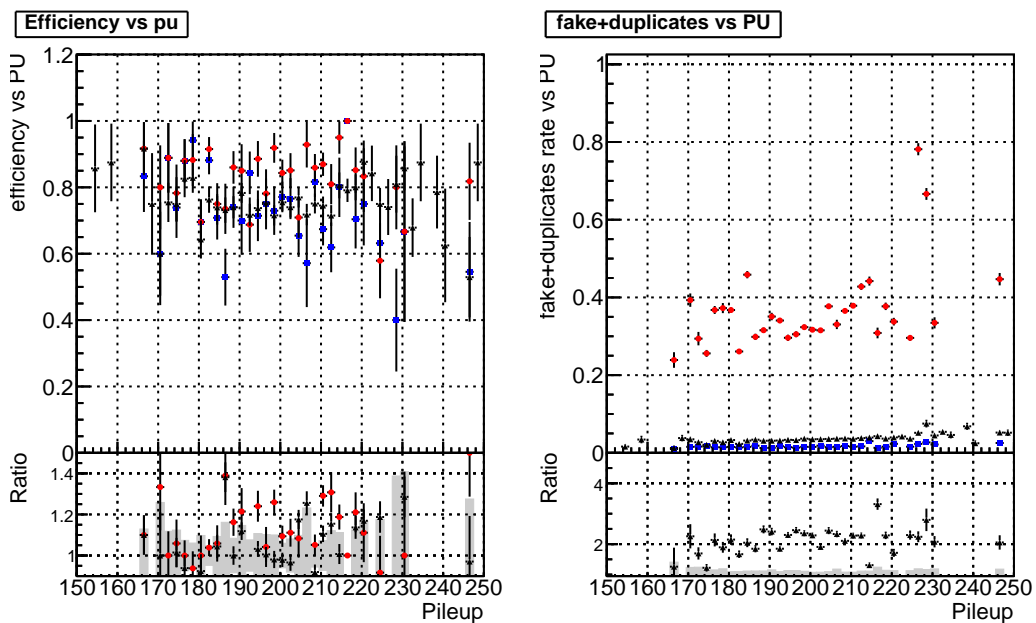 Efficiency vs pu
efficiency vs PU
1.2
1
0.8
0.6
0.4
0.2
0
Ratio
1.4
1.2
1
150 160 170 180 190 200 210 220 230 240 250
Pileup
fake+duplicates vs PU
fake+duplicates rate vs PU
1
0.8
0.6
0.4
0.2
0
Ratio
4
2
150 160 170 180 190 200 210 220 230 240 250
Pileup